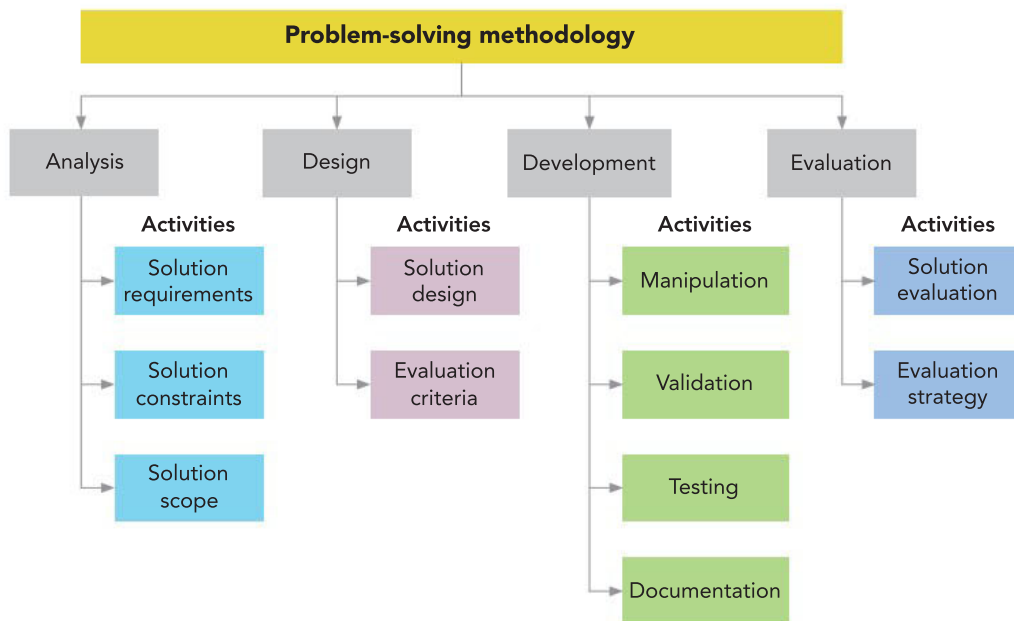 Problem-solving methodology
Analysis
Design
Development
Evaluation
Activities
Solution
requirements
Solution
constraints
Solution
scope
Activities
Solution
design
Evaluation
criteria
Activities
Manipulation
Validation
Testing
Documentation
Activities
Solution
evaluation
Evaluation
strategy